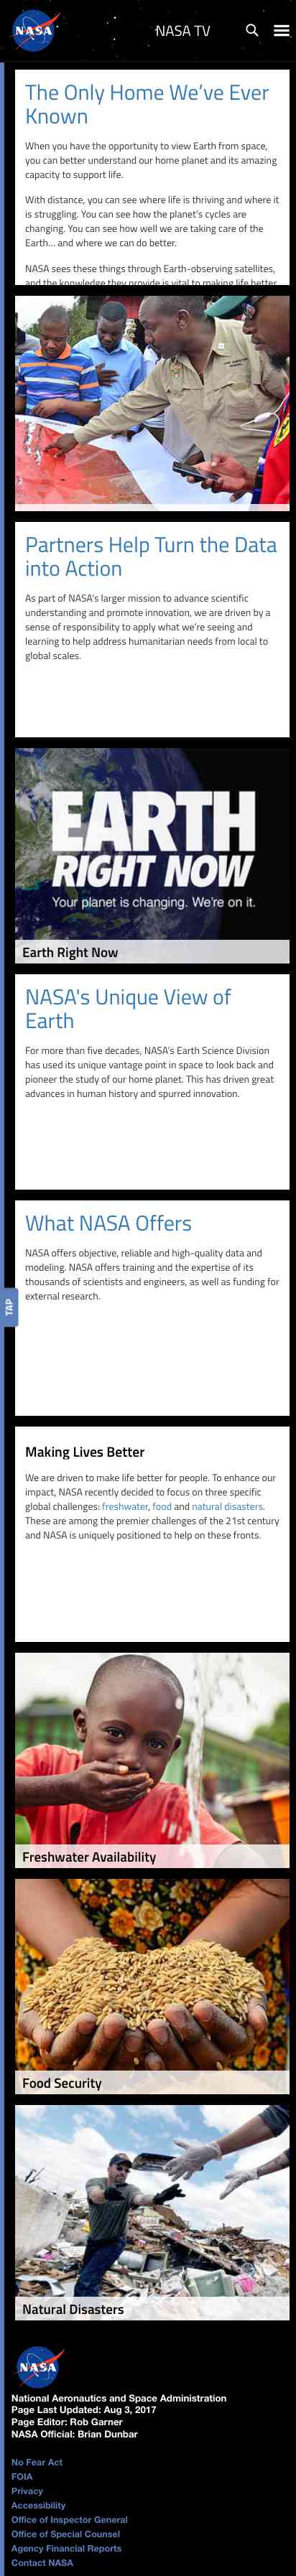 NASA
NASA TV
The Only Home We’ve Ever
Known
When you have the opportunity to view Earth from space,
you can better understand our home planet and its amazing
capacity to support life.
With distance, you can see where life is thriving and where it
is struggling. You can see how the planet’s cycles are
changing. You can see how well we are taking care of the
Earth… and where we can do better.
NASA sees these things through Earth-observing satellites,
and the knowledge they provide is vital to making life better
Partners Help Turn the Data
into Action
As part of NASA’s larger mission to advance scientific
understanding and promote innovation, we are driven by a
sense of responsibility to apply what we’re seeing and
learning to help address humanitarian needs from local to
global scales.
EARTH
RIGHT NOW
Your planet is changing. We’re on it.
Earth Right Now
NASA's Unique View of
Earth
For more than five decades, NASA’s Earth Science Division
has used its unique vantage point in space to look back and
pioneer the study of our home planet. This has driven great
advances in human history and spurred innovation.
What NASA Offers
NASA offers objective, reliable and high-quality data and
modeling. NASA offers training and the expertise of its
thousands of scientists and engineers, as well as funding for
external research.
TAP
Making Lives Better
We are driven to make life better for people. To enhance our
impact, NASA recently decided to focus on three specific
global challenges: freshwater, food and natural disasters.
These are among the premier challenges of the 21st century
and NASA is uniquely positioned to help on these fronts.
Freshwater Availability
Food Security
Natural Disasters
NASA
National Aeronautics and Space Administration
Page Last Updated: Aug 3, 2017
Page Editor: Rob Garner
NASA Official: Brian Dunbar
No Fear Act
FOIA
Privacy
Accessibility
Office of Inspector General
Office of Special Counsel
Agency Financial Reports
Contact NASA